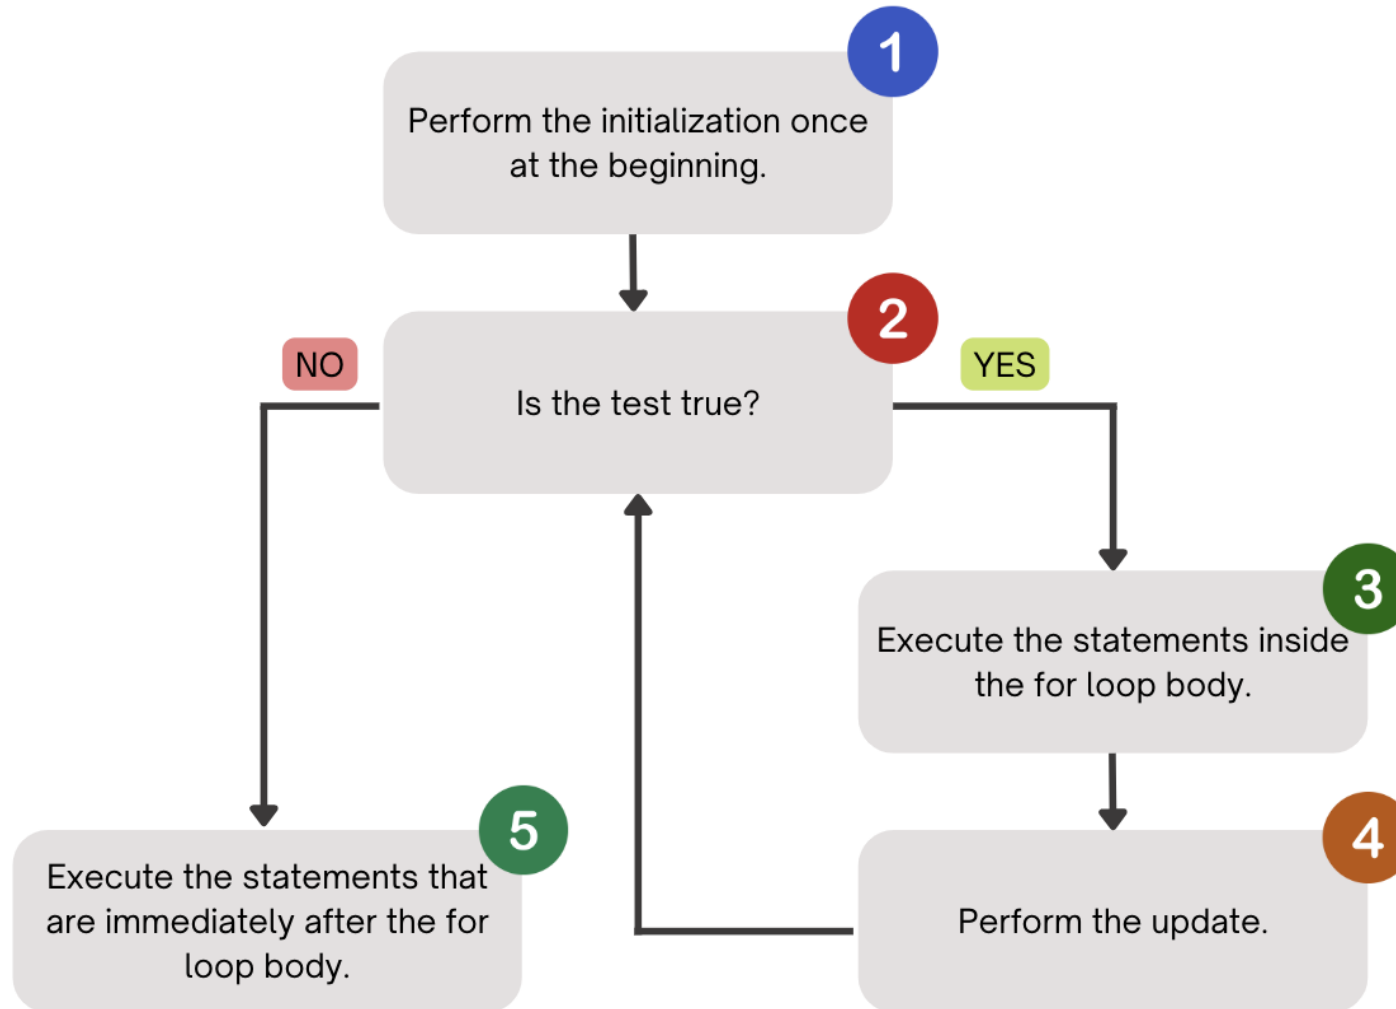 1
Perform the initialization once
at the beginning.
2
NO
YES
Is the test true?
3
Execute the statements inside
the for loop body.
4
Perform the update.
5
Execute the statements that
are immediately after the for
loop body.